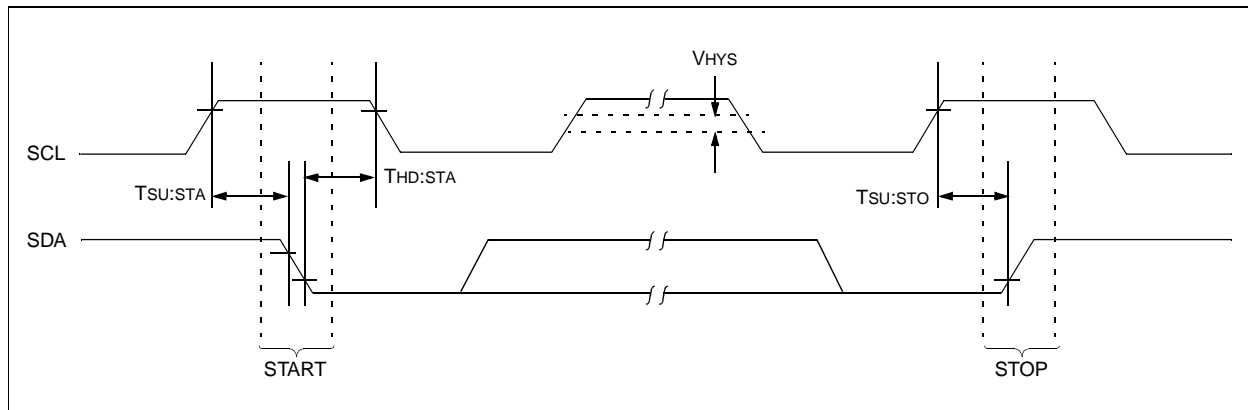 VHYS
SCL
TSU:STA
THD:STA
TSU:STO
SDA
START
STOP